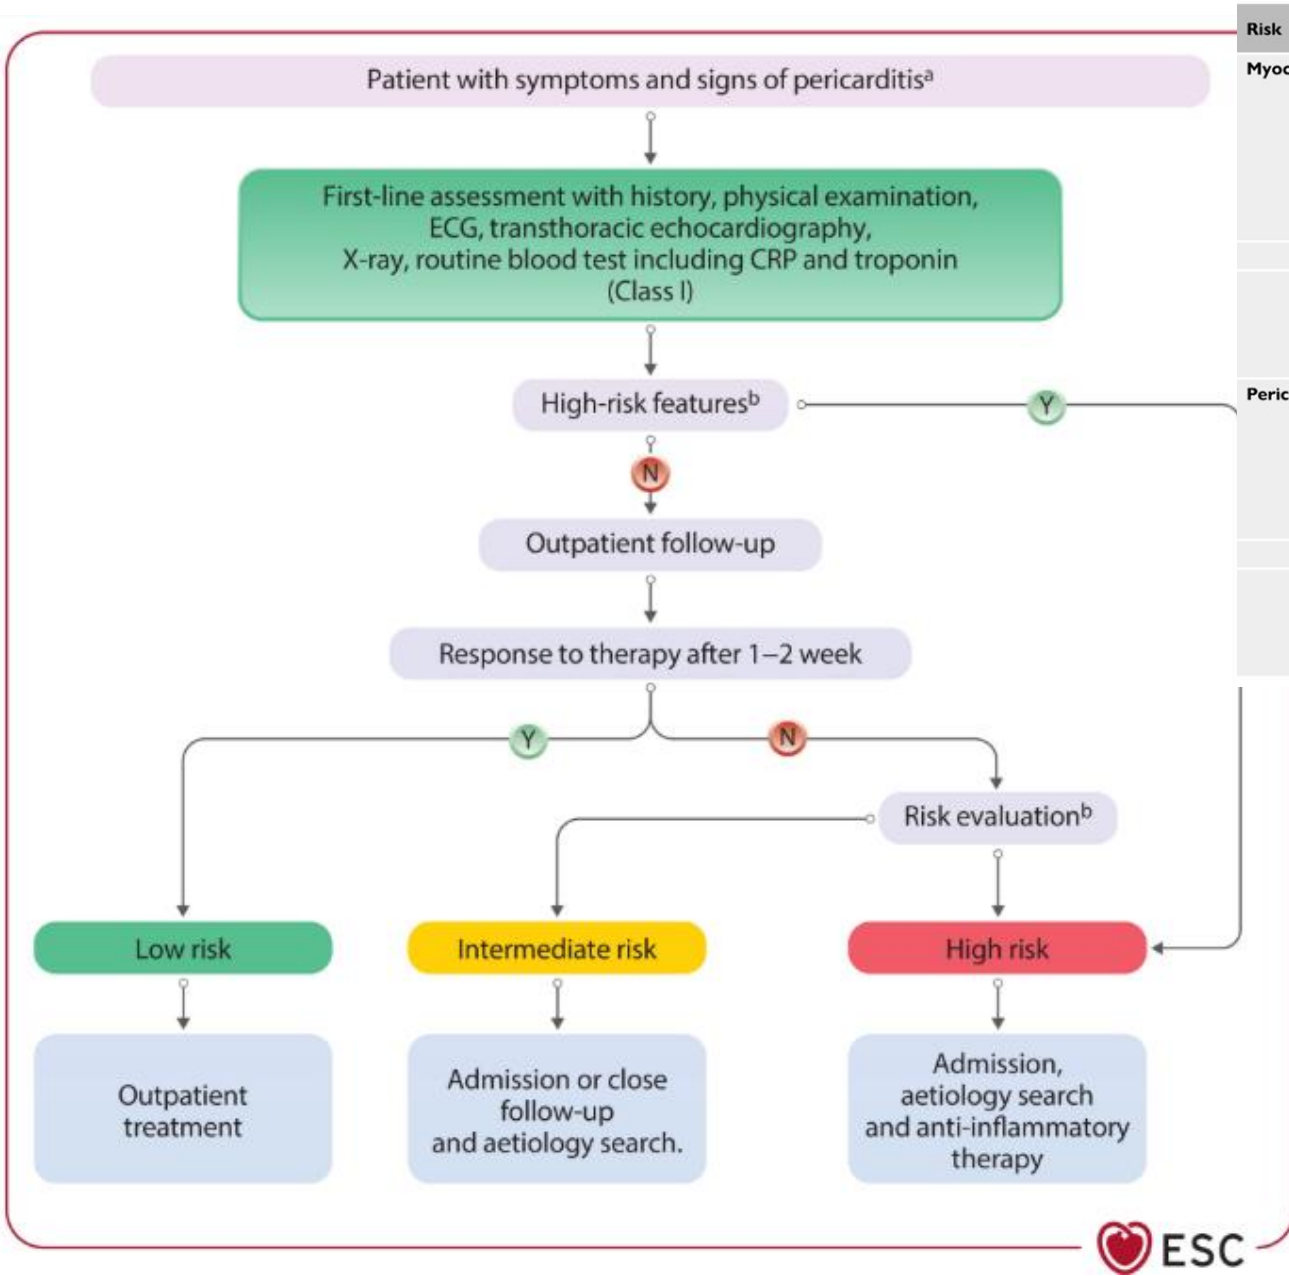 Risk
Patient with symptoms and signs of pericarditisᵃ
Myoc
First-line assessment with history, physical examination,
ECG, transthoracic echocardiography,
X-ray, routine blood test including CRP and troponin
(Class I)
High-risk featuresᵇ
Y
Peric
N
Outpatient follow-up
Response to therapy after 1–2 week
Y
N
Risk evaluationᵇ
Low risk
Intermediate risk
High risk
Outpatient
treatment
Admission or close
follow-up
and aetiology search.
Admission,
aetiology search
and anti-inflammatory
therapy
ESC